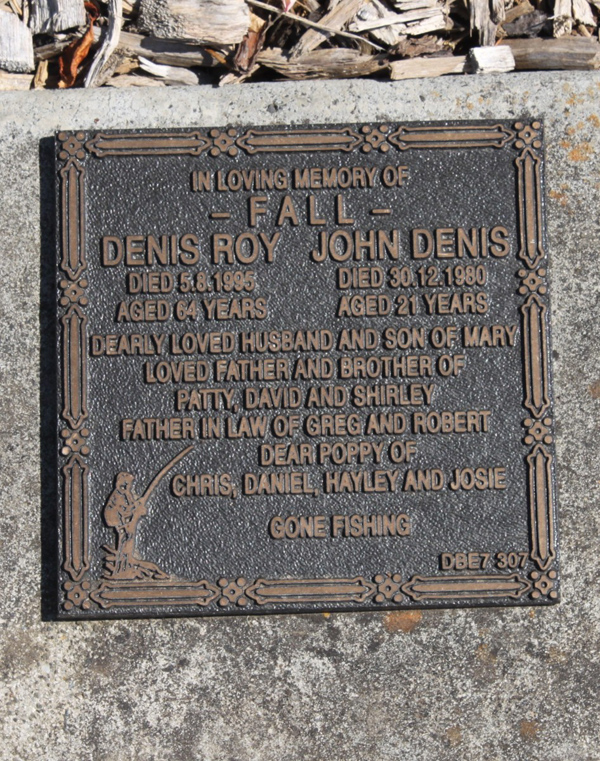 IN LOVING MEMORY OF
– FALL –
DENIS ROY JOHN DENIS
DIED 5.8.1995 DIED 30.12.1980
AGED 64 YEARS AGED 21 YEARS
DEARLY LOVED HUSBAND AND SON OF MARY
LOVED FATHER AND BROTHER OF
PATTY, DAVID AND SHIRLEY
FATHER IN LAW OF GREG AND ROBERT
DEAR POPPY OF
CHRIS, DANIEL, HAYLEY AND JOSIE
GONE FISHING
DBE7 307